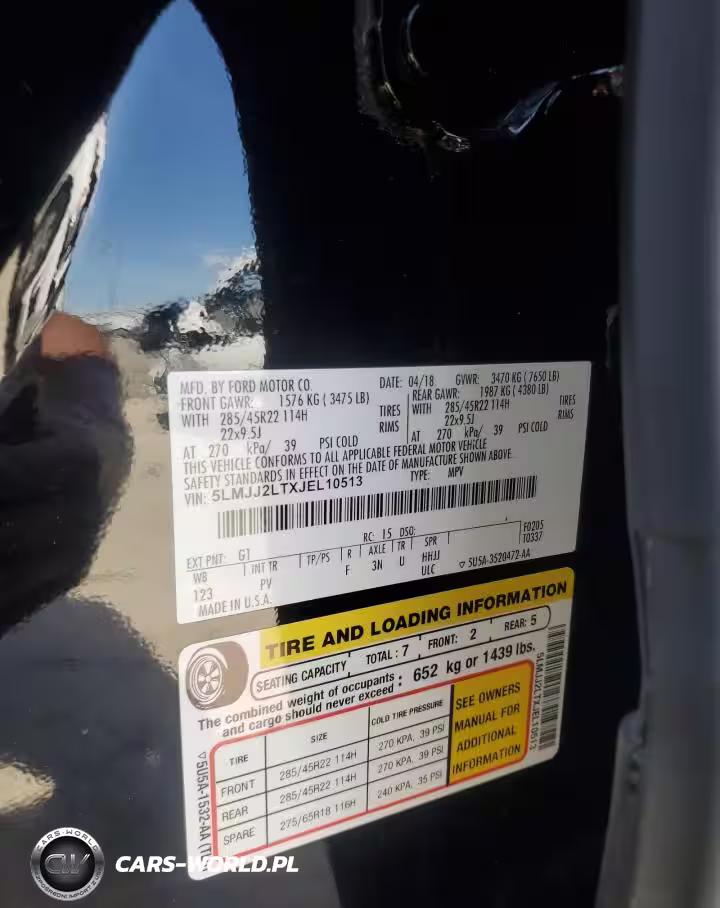 MFD. BY FORD MOTOR CO.
DATE: 04/18 GVWR: 3470 KG ( 7650 LB)
FRONT GAWR: 1576 KG ( 3475 LB)
REAR GAWR: 1987 KG ( 4380 LB)
WITH 285/45R22 114H TIRES
WITH 285/45R22 114H TIRES
22x9.5J RIMS
22x9.5J RIMS
AT 270 kPa/ 39 PSI COLD
AT 270 kPa/ 39 PSI COLD
THIS VEHICLE CONFORMS TO ALL APPLICABLE FEDERAL MOTOR VEHICLE
SAFETY STANDARDS IN EFFECT ON THE DATE OF MANUFACTURE SHOWN ABOVE.
VIN: 5LMJJ2LTXJEL10513 TYPE: MPV
EXT PNT: G1 RC: 15 DSO: F0205
T0337
WB INT TR TP/PS R AXLE TR SPR
123 PV F 3N U HHJJ
ULC ▽ 5U5A-3520472-AA
MADE IN U.S.A.
TIRE AND LOADING INFORMATION
SEATING CAPACITY TOTAL: 7 FRONT: 2 REAR: 5
The combined weight of occupants
and cargo should never exceed : 652 kg or 1439 lbs.
TIRE SIZE COLD TIRE PRESSURE
FRONT 285/45R22 114H 270 KPA, 39 PSI
REAR 285/45R22 114H 270 KPA, 39 PSI
SPARE 275/65R18 116H 240 KPA, 35 PSI
SEE OWNERS
MANUAL FOR
ADDITIONAL
INFORMATION
5LMJJ2LTXJEL10513
▽5U5A-1532-AA
CARS-WORLD
CW
BEZPOŚREDNI IMPORT Z USA
CARS-WORLD.PL